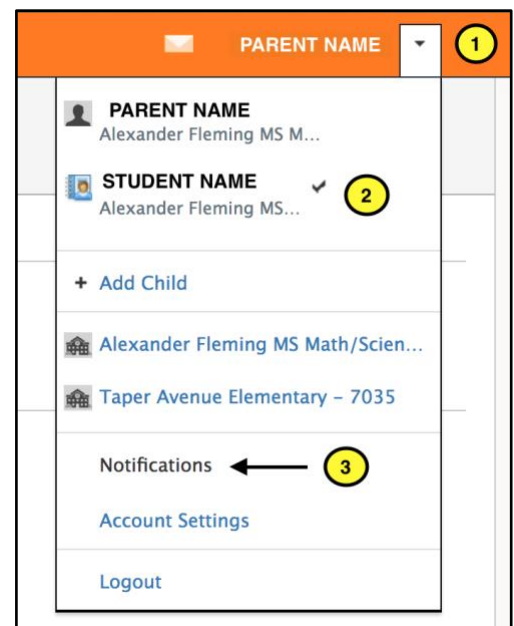 PARENT NAME 1
PARENT NAME
Alexander Fleming MS M...
STUDENT NAME
Alexander Fleming MS...
2
+ Add Child
Alexander Fleming MS Math/Scien...
Taper Avenue Elementary – 7035
Notifications 3
Account Settings
Logout